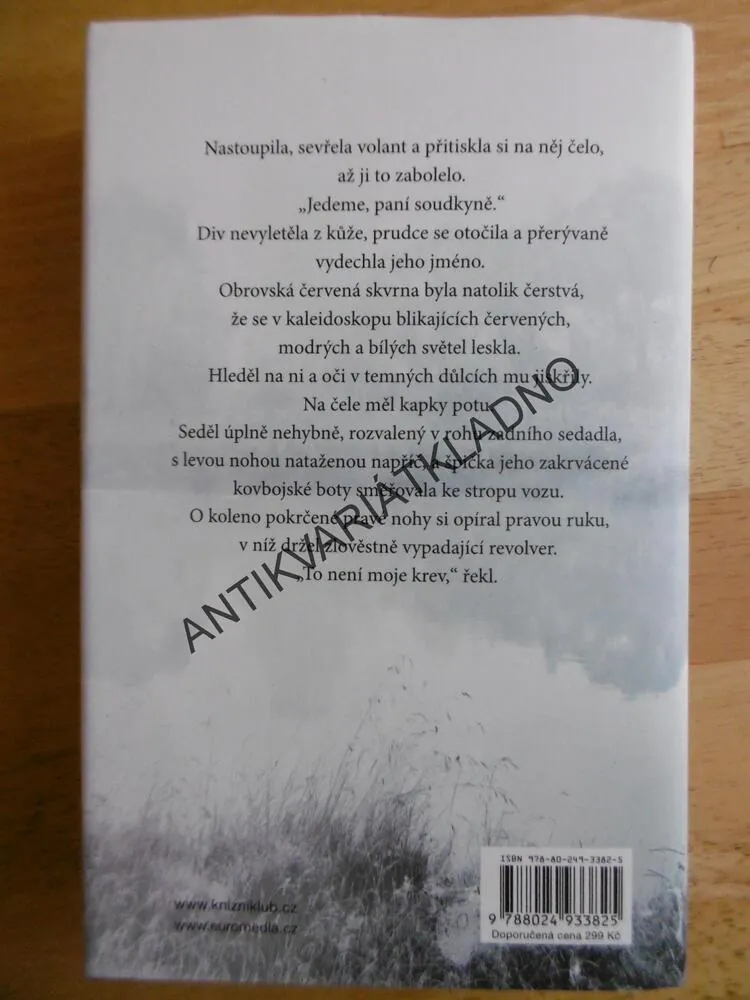 Nastoupila, sevřela volant a přitiskla si na něj čelo,
až ji to zabolelo.
„Jedeme, paní soudkyně.“
Div nevyletěla z kůže, prudce se otočila a přerývaně
vydechla jeho jméno.
Obrovská červená skvrna byla natolik čerstvá,
že se v kaleidoskopu blikajících červených,
modrých a bílých světel leskla.
Hleděl na ni a oči v temných důlcích mu jiskřily.
Na čele měl kapky potu.
Seděl úplně nehybně, rozvalený v rohu zadního sedadla,
s levou nohou nataženou napříč, a špička jeho zakrvácené
kovbojské boty směřovala ke stropu vozu.
O koleno pokrčené pravé nohy si opíral pravou ruku,
v níž držel zlověstně vypadající revolver.
„To není moje krev,“ řekl.
ANTIKVARIÁTKLADNO
www.knizniklub.cz
www.euromedia.cz
ISBN 978-80-249-3382-5
9 788024 933825
Doporučená cena 299 Kč